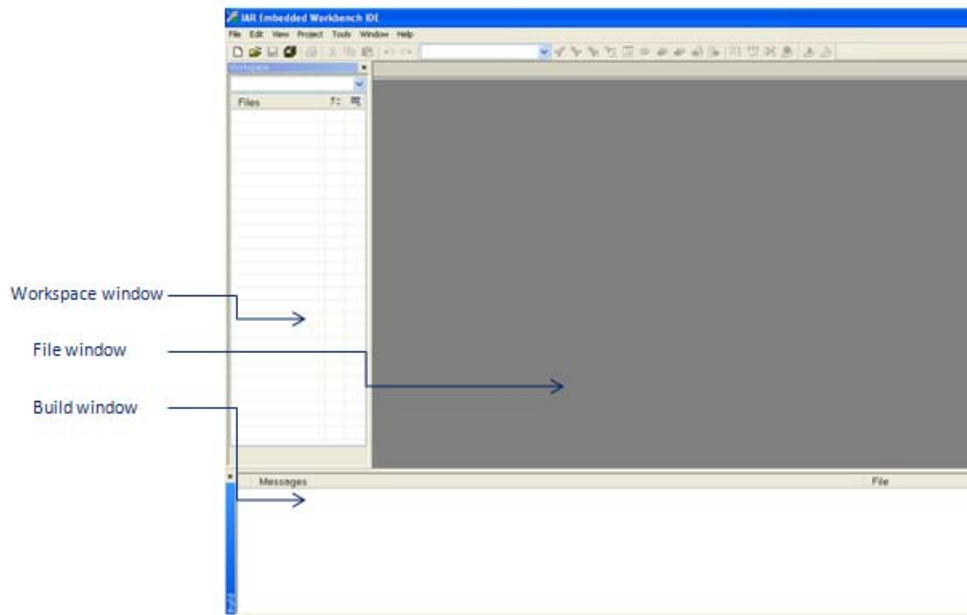 IAR Embedded Workbench IDE
File Edit View Project Tools Window Help
Workspace
Files
Workspace window
File window
Build window
Messages File
Build